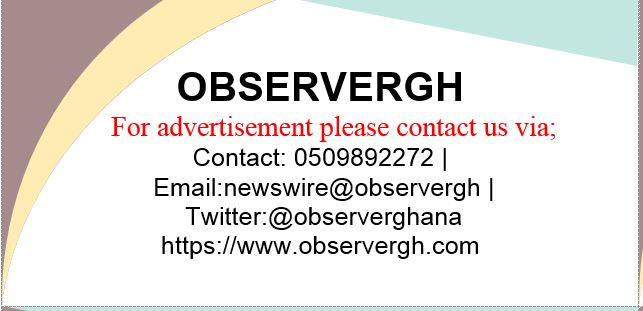 OBSERVERGH
For advertisement please contact us via;
Contact: 0509892272 |
Email:newswire@observergh |
Twitter:@observerghana
https://www.observergh.com